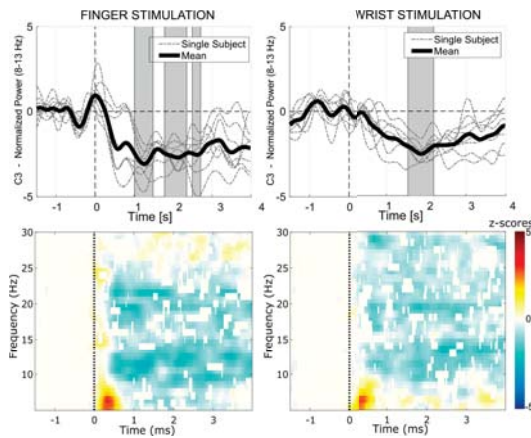 FINGER STIMULATION
C3 - Normalized Power (8-13 Hz)
5
0
-5
Single Subject
Mean
-1 0 1 2 3 4
Time [s]
WRIST STIMULATION
C3 - Normalized Power (8-13 Hz)
5
0
-5
Single Subject
Mean
-1 0 1 2 3 4
Time [s]
Frequency (Hz)
30
25
20
15
10
-1 0 1 2 3
Time (ms)
Frequency (Hz)
30
25
20
15
10
-1 0 1 2 3
Time (ms)
z-scores
5
0